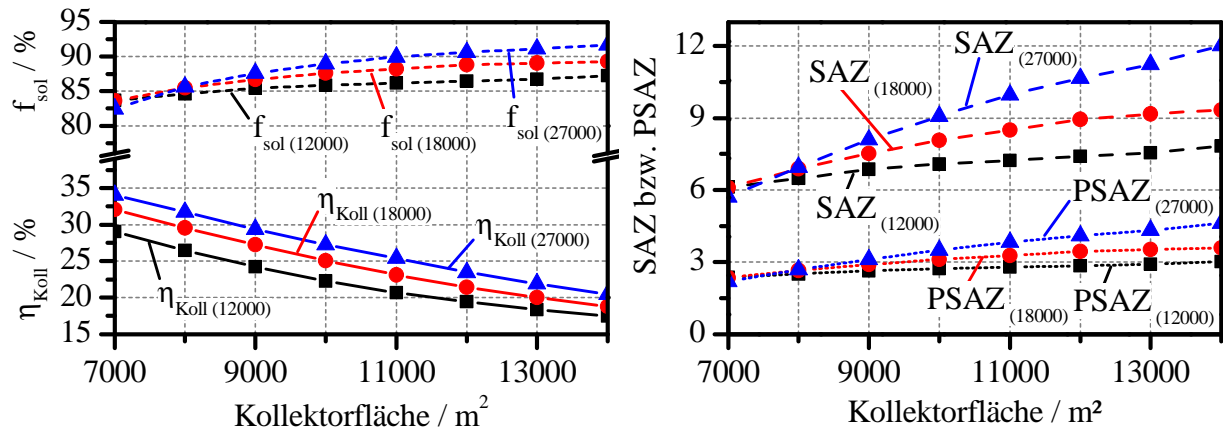 f_sol / %
95
90
85
80
f_sol (12000)
f_sol (18000)
f_sol (27000)
η_Koll / %
35
30
25
20
15
η_Koll (18000)
η_Koll (27000)
η_Koll (12000)
7000 9000 11000 13000
Kollektorfläche / m²
SAZ bzw. PSAZ
12
9
6
3
0
SAZ (27000)
SAZ (18000)
SAZ (12000)
PSAZ (27000)
PSAZ (18000)
PSAZ (12000)
7000 9000 11000 13000
Kollektorfläche / m²